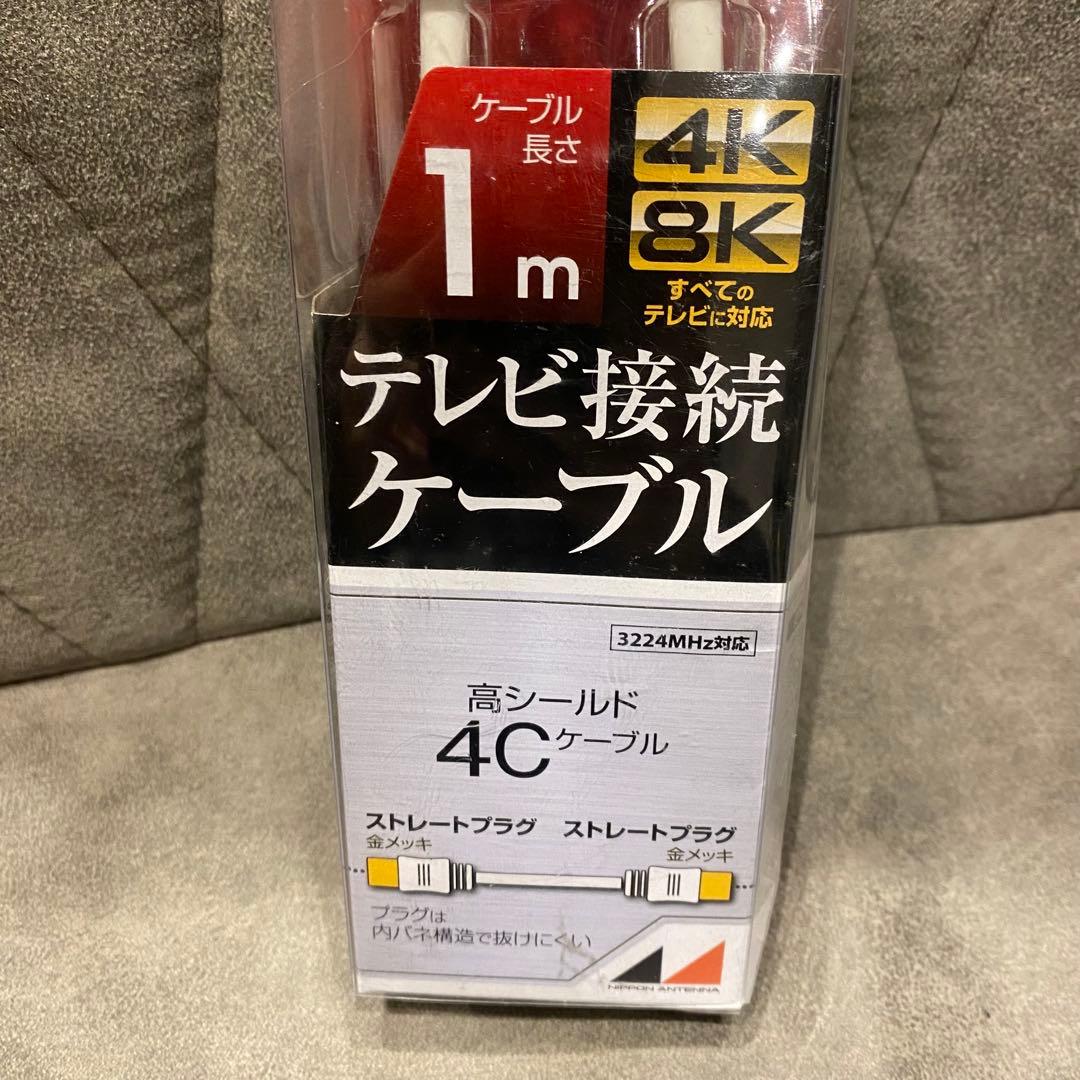 ケーブル
長さ
1m
4K
8K
すべての
テレビに対応
テレビ接続
ケーブル
3224MHz対応
高シールド
4Cケーブル
ストレートプラグ ストレートプラグ
金メッキ 金メッキ
プラグは
内バネ構造で抜けにくい
NIPPON ANTENNA